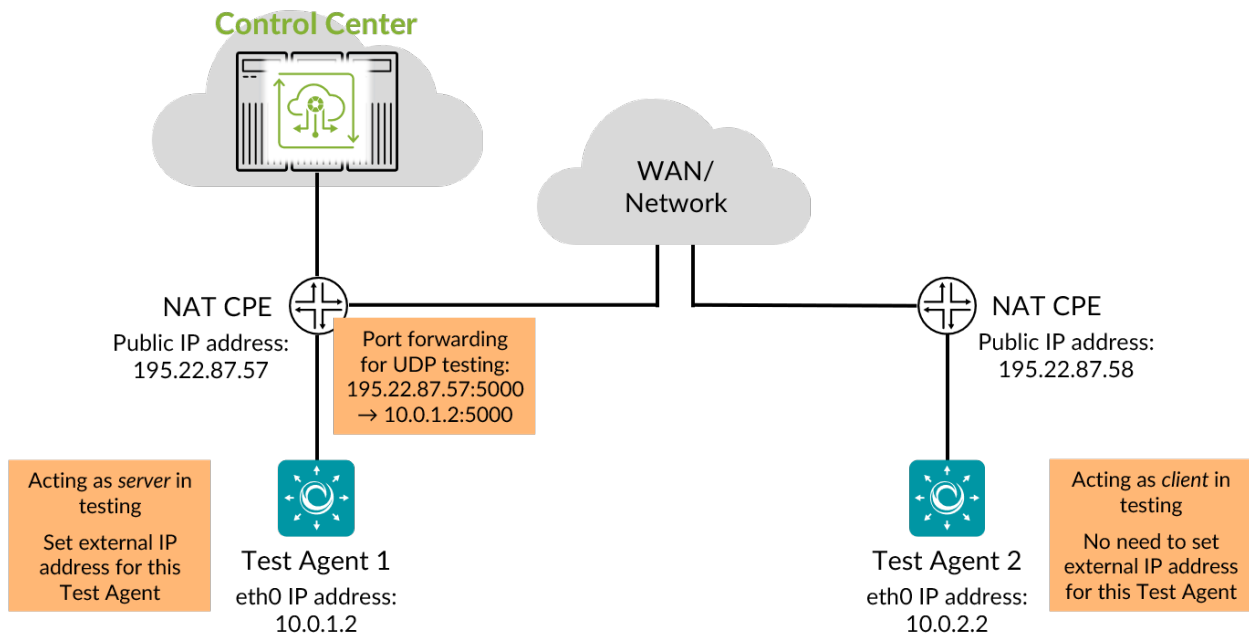 Control Center
WAN/
Network
NAT CPE
Public IP address:
195.22.87.57
Port forwarding
for UDP testing:
195.22.87.57:5000
→ 10.0.1.2:5000
NAT CPE
Public IP address:
195.22.87.58
Acting as server in
testing
Set external IP
address for this
Test Agent
Test Agent 1
eth0 IP address:
10.0.1.2
Test Agent 2
eth0 IP address:
10.0.2.2
Acting as client in
testing
No need to set
external IP address
for this Test Agent